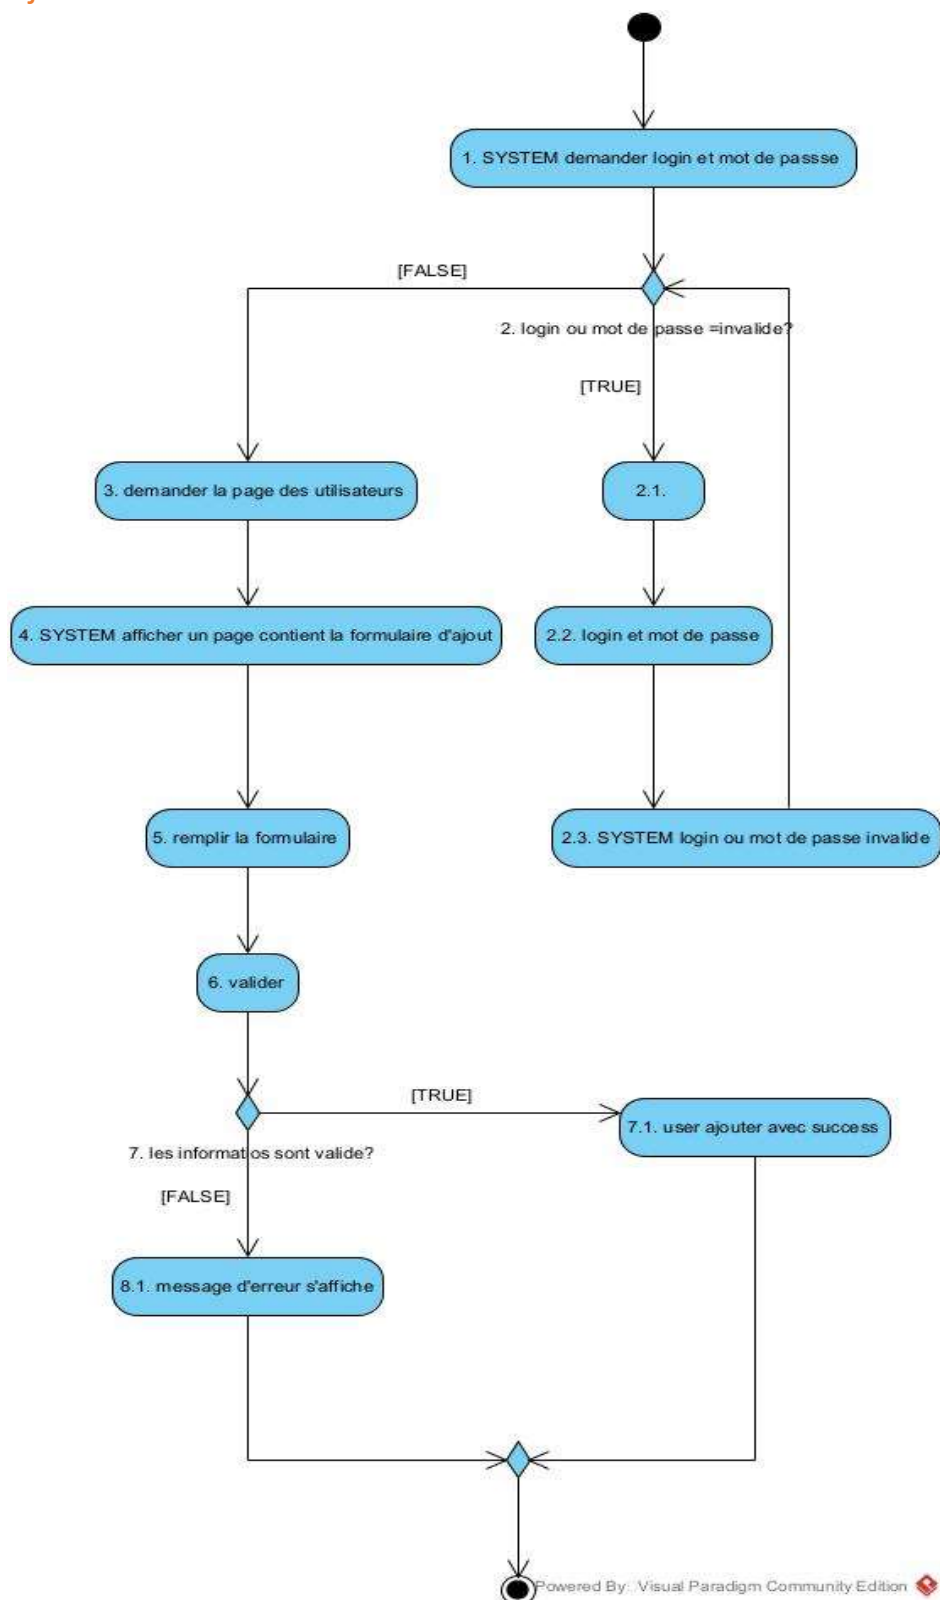 1. SYSTEM demander login et mot de passse
[FALSE]
2. login ou mot de passe =invalide?
[TRUE]
3. demander la page des utilisateurs
2.1.
4. SYSTEM afficher un page contient la formulaire d'ajout
2.2. login et mot de passe
5. remplir la formulaire
2.3. SYSTEM login ou mot de passe invalide
6. valider
[TRUE]
7.1. user ajouter avec success
7. les informatios sont valide?
[FALSE]
8.1. message d'erreur s'affiche
Powered By: Visual Paradigm Community Edition